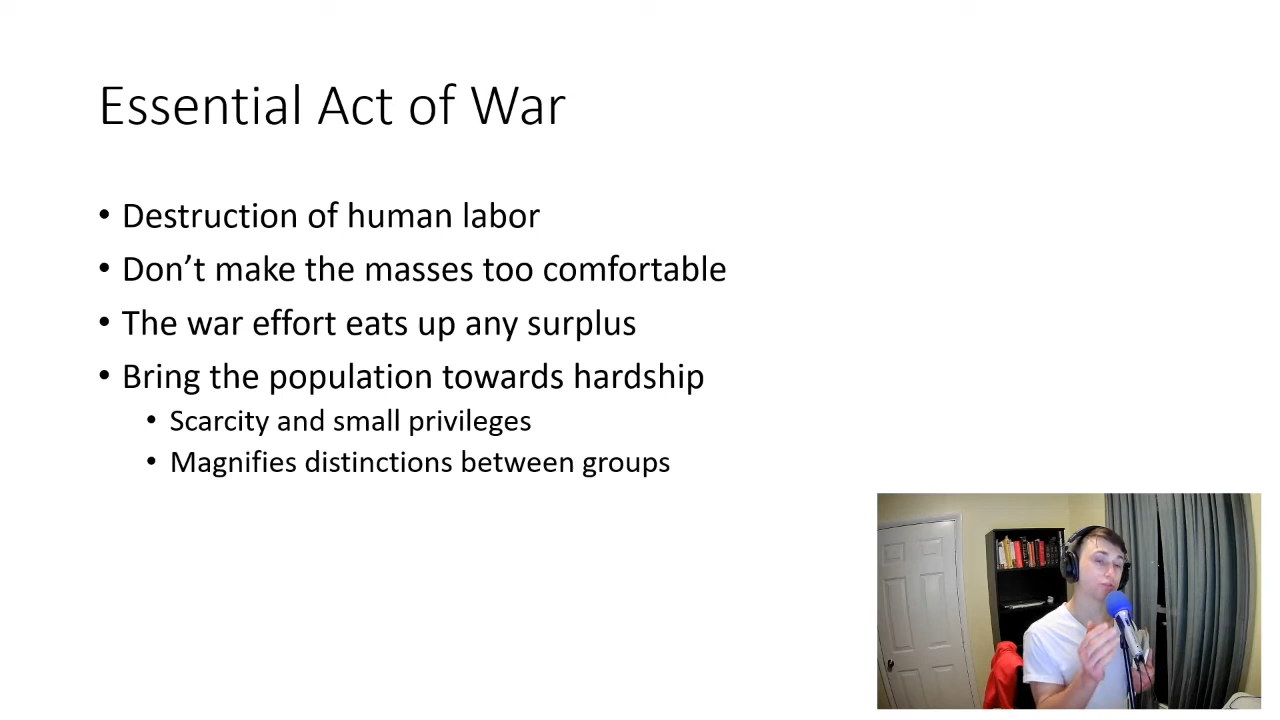 Essential Act of War
• Destruction of human labor
• Don’t make the masses too comfortable
• The war effort eats up any surplus
• Bring the population towards hardship
• Scarcity and small privileges
• Magnifies distinctions between groups